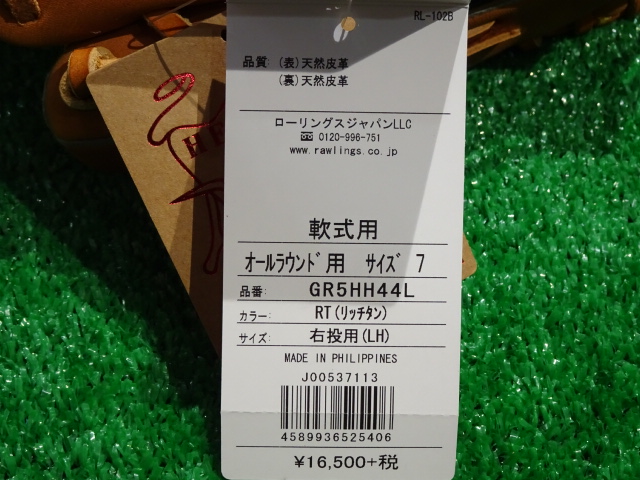 RL-102B
品質: (表)天然皮革
(裏)天然皮革
ローリングスジャパンLLC
0120-996-751
www.rawlings.co.jp
軟式用
オールラウンド用 サイズ 7
品番: GR5HH44L
カラー: RT(リッチタン)
サイズ: 右投用(LH)
MADE IN PHILIPPINES
J00537113
4589936525406
¥16,500+税